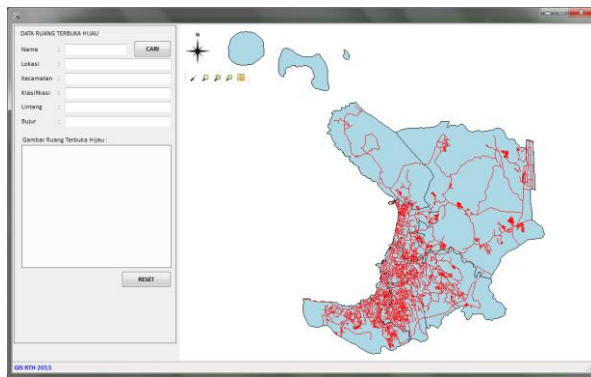 DATA RUANG TERBUKA HIJAU
Nama :
CARI
Lokasi :
Kecamatan :
Klasifikasi :
Lintang :
Bujur :
Gambar Ruang Terbuka Hijau :
RESET
N
GIS RTH 2013